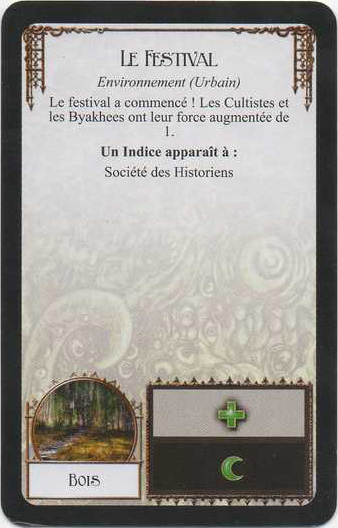 Le Festival
Environnement (Urbain)
Le festival a commencé ! Les Cultistes et
les Byakhees ont leur force augmentée de
1.
Un Indice apparaît à :
Société des Historiens
Bois